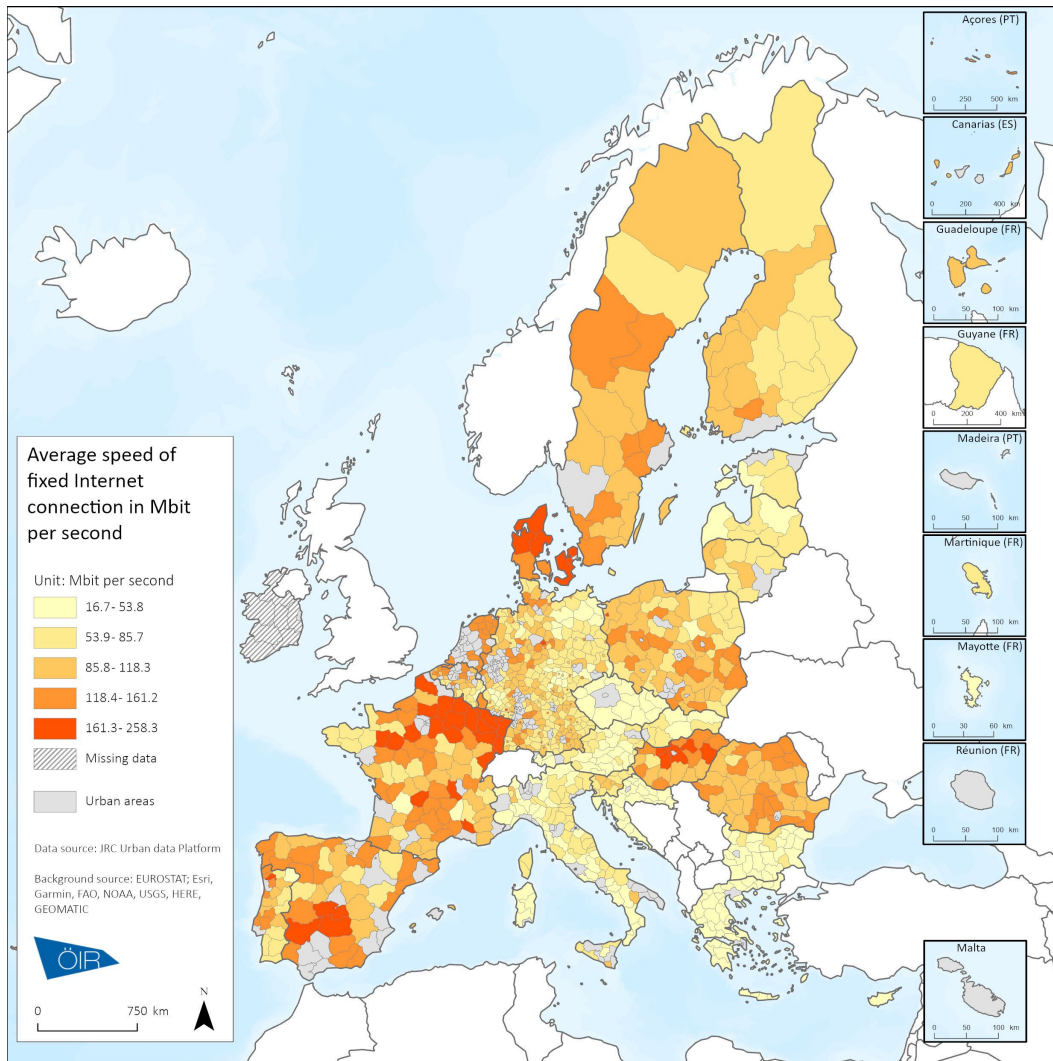 Average speed of
fixed Internet
connection in Mbit
per second
Unit: Mbit per second
16.7- 53.8
53.9- 85.7
85.8- 118.3
118.4- 161.2
161.3- 258.3
Missing data
Urban areas
Data source: JRC Urban data Platform
Background source: EUROSTAT; Esri,
Garmin, FAO, NOAA, USGS, HERE,
GEOMATIC
ÖIR
N
0 750 km
Açores (PT)
0 250 500 km
Canarias (ES)
0 200 400 km
Guadeloupe (FR)
0 50 100 km
Guyane (FR)
0 200 400 km
Madeira (PT)
0 50 100 km
Martinique (FR)
0 50 100 km
Mayotte (FR)
0 30 60 km
Réunion (FR)
0 50 100 km
Malta
0 50 100 km